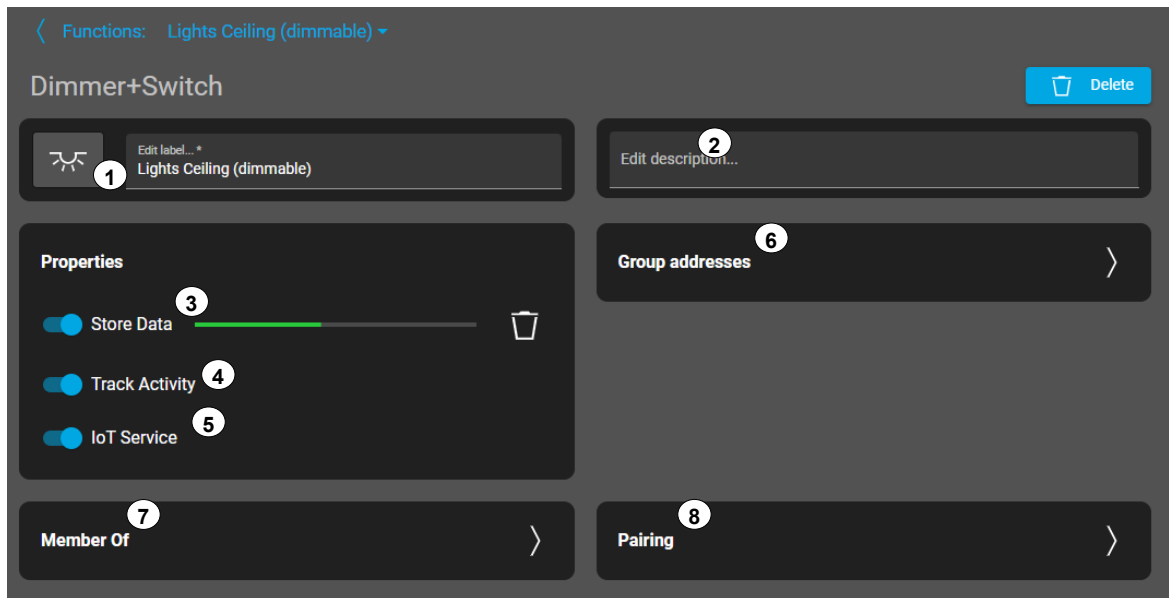 Functions: Lights Ceiling (dimmable)
Dimmer+Switch
Delete
Edit label... *
Lights Ceiling (dimmable)
1
Edit description...
2
Properties
3
Store Data
Track Activity 4
IoT Service 5
6
Group addresses
7
Member Of
8
Pairing